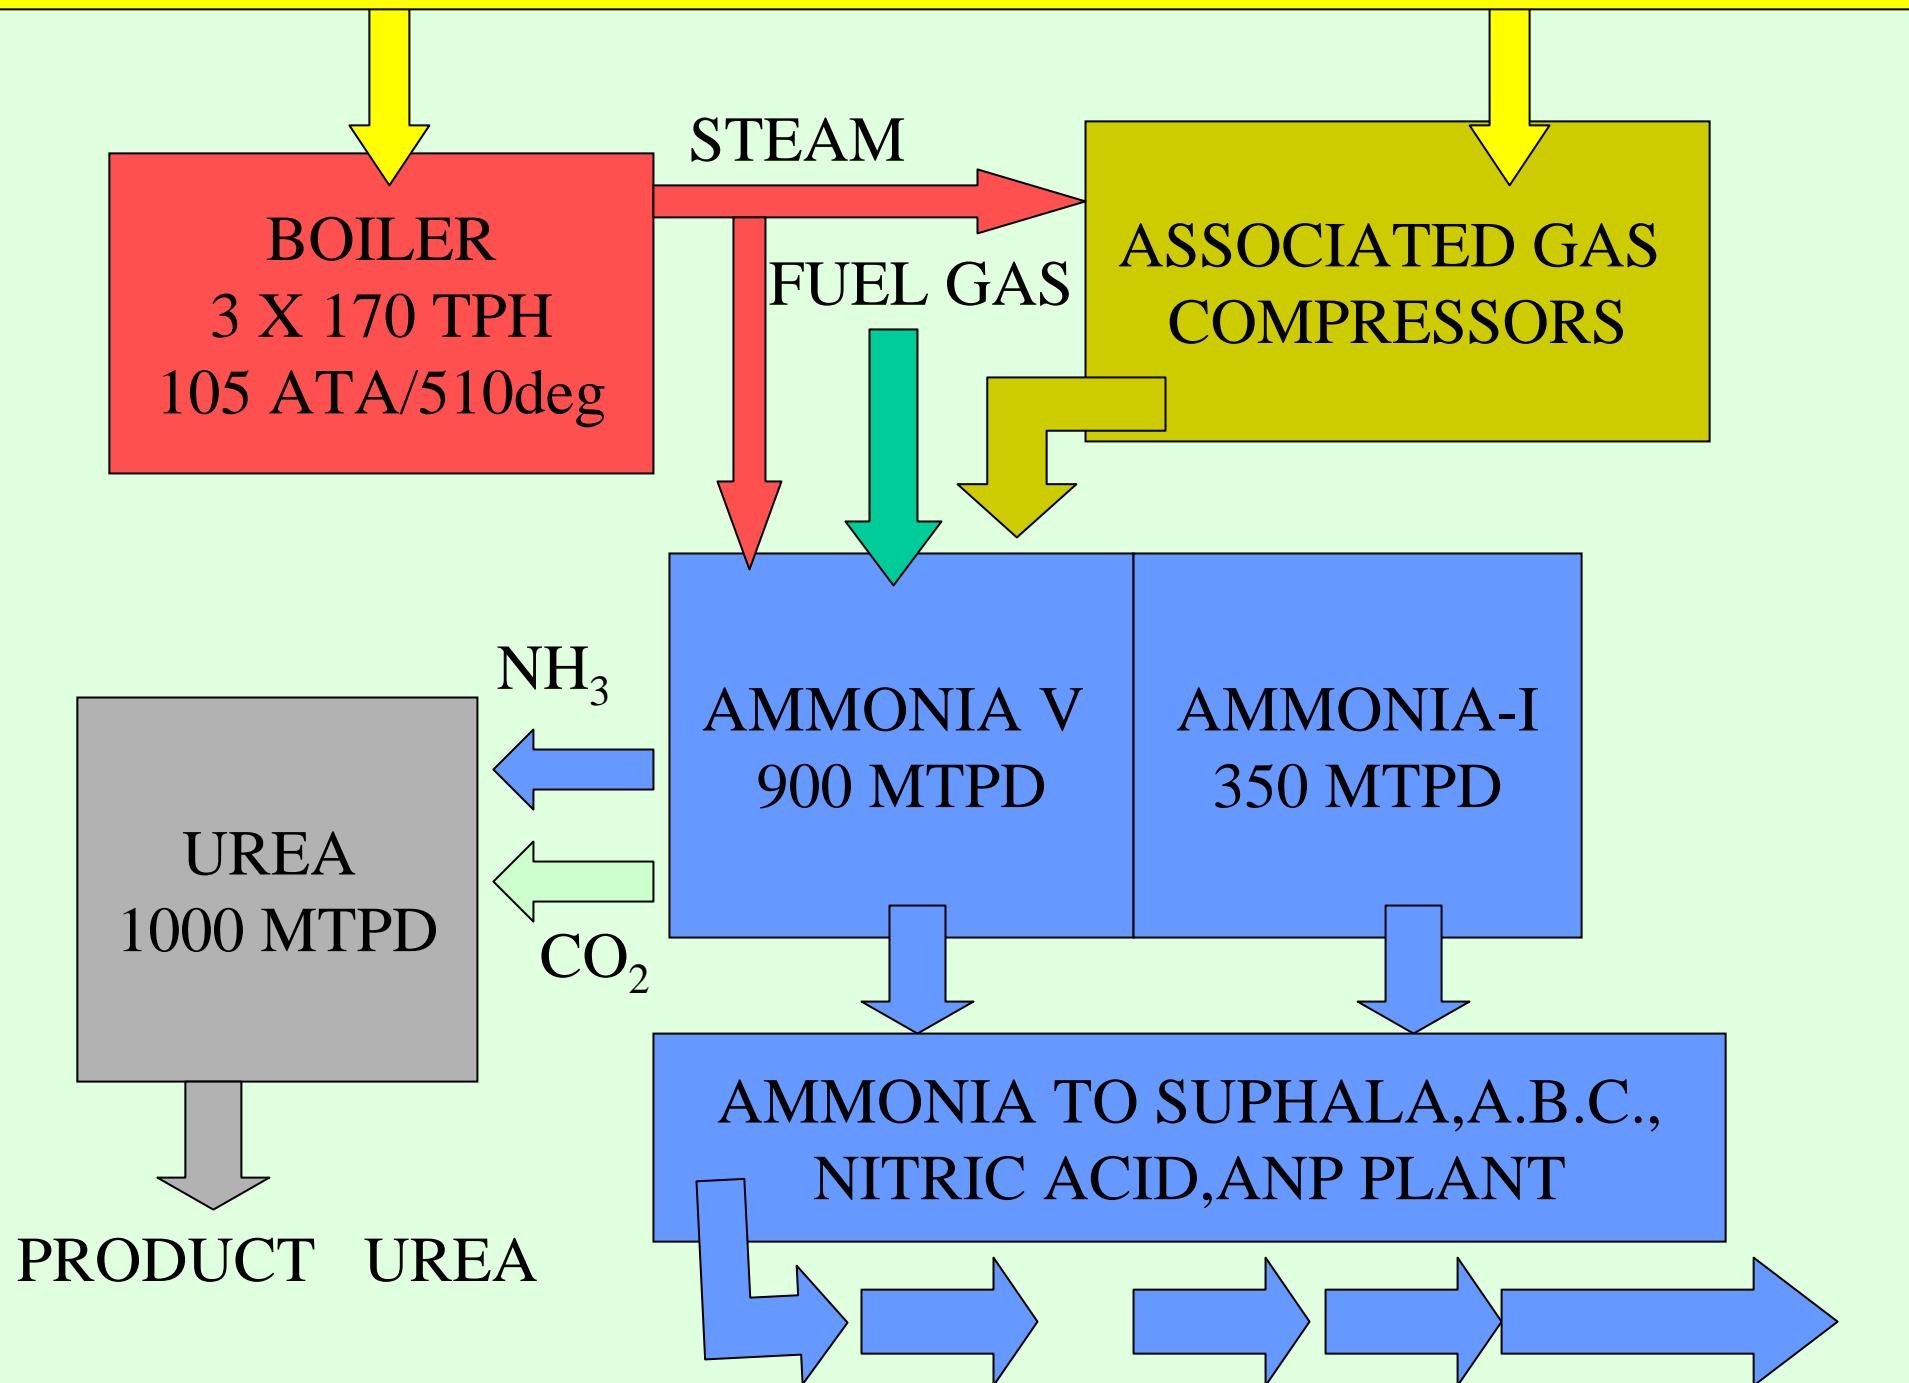 STEAM
BOILER
3 X 170 TPH
105 ATA/510deg
FUEL GAS
ASSOCIATED GAS
COMPRESSORS
NH₃
AMMONIA V
900 MTPD
AMMONIA-I
350 MTPD
UREA
1000 MTPD
CO₂
AMMONIA TO SUPHALA,A.B.C.,
NITRIC ACID,ANP PLANT
PRODUCT UREA